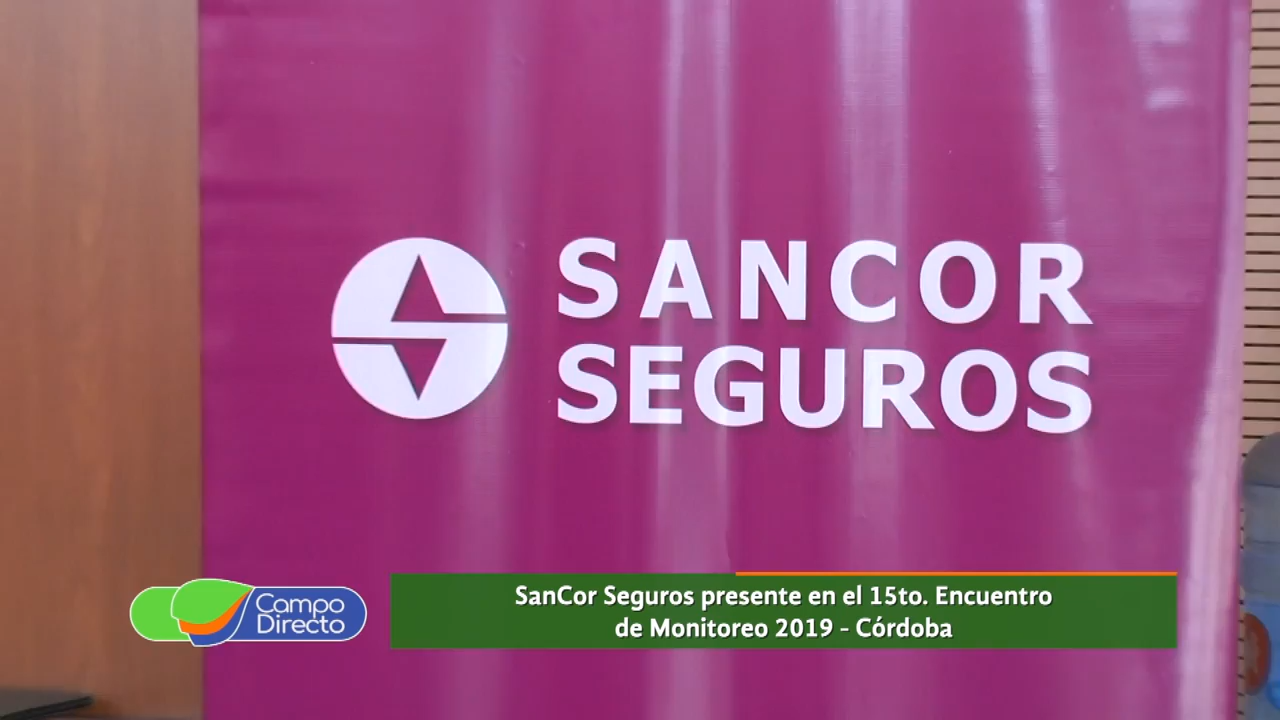 SANCOR
SEGUROS
Campo
Directo
SanCor Seguros presente en el 15to. Encuentro
de Monitoreo 2019 - Córdoba